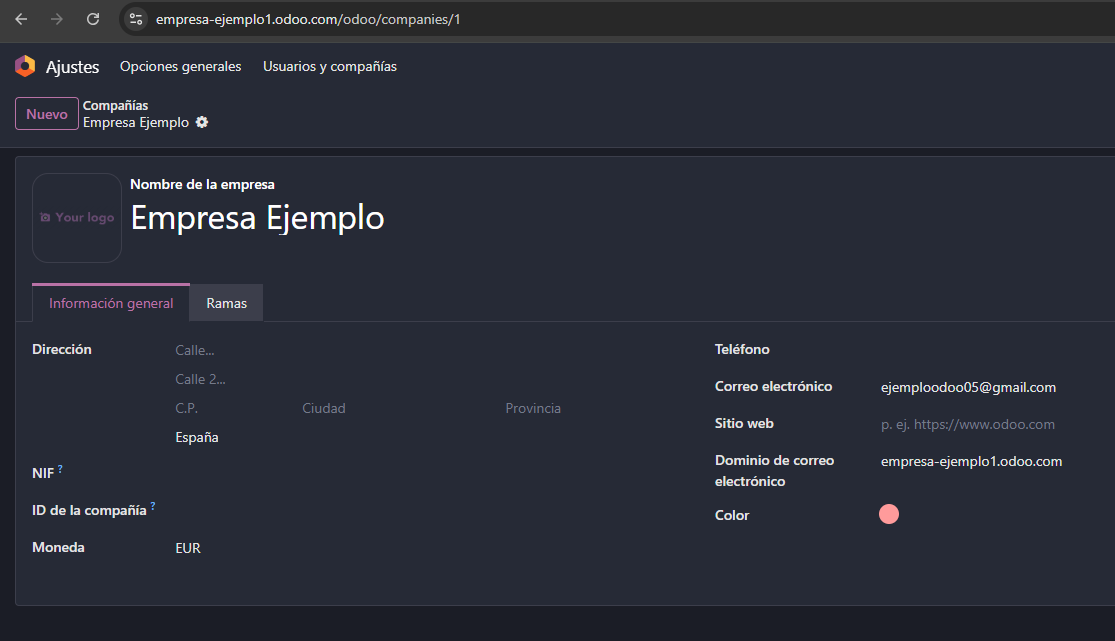 empresa-ejemplo1.odoo.com/odoo/companies/1
Ajustes Opciones generales Usuarios y compañías
Nuevo
Compañías
Empresa Ejemplo
Your logo
Nombre de la empresa
Empresa Ejemplo
Información general Ramas
Dirección Calle...
Calle 2...
C.P. Ciudad Provincia
España
NIF ?
ID de la compañía ?
Moneda EUR
Teléfono
Correo electrónico ejemploodoo05@gmail.com
Sitio web p. ej. https://www.odoo.com
Dominio de correo electrónico empresa-ejemplo1.odoo.com
Color